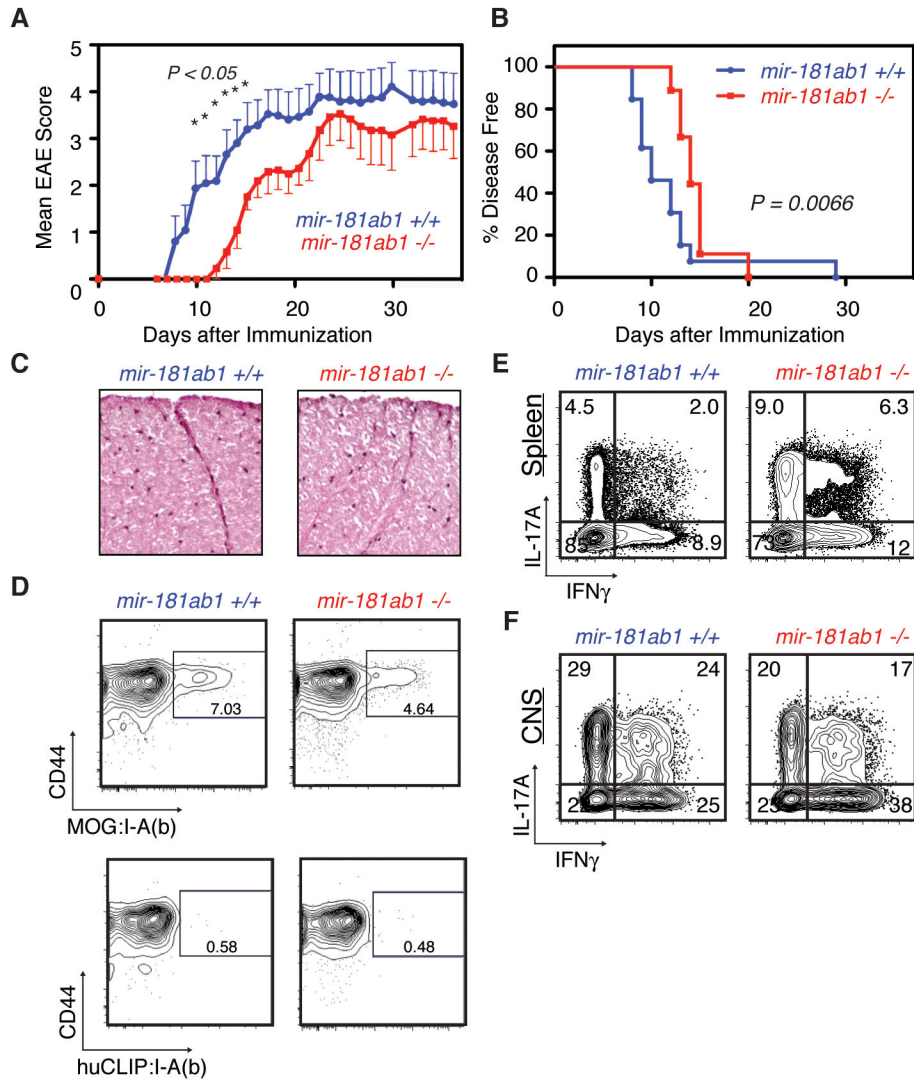 A
Mean EAE Score
5
4
3
2
1
0
P < 0.05
* * * * * *
mir-181ab1 +/+
mir-181ab1 -/-
0 10 20 30
Days after Immunization
B
% Disease Free
100
80
60
40
20
0
mir-181ab1 +/+
mir-181ab1 -/-
P = 0.0066
0 10 20 30
Days after Immunization
C
mir-181ab1 +/+ mir-181ab1 -/-
D
mir-181ab1 +/+ mir-181ab1 -/-
7.03 4.64
CD44
MOG:I-A(b)
0.58 0.48
CD44
huCLIP:I-A(b)
E
mir-181ab1 +/+ mir-181ab1 -/-
Spleen
4.5 2.0 9.0 6.3
85 8.9 73 12
IL-17A
IFNγ
F
mir-181ab1 +/+ mir-181ab1 -/-
CNS
29 24 20 17
22 25 25 38
IL-17A
IFNγ